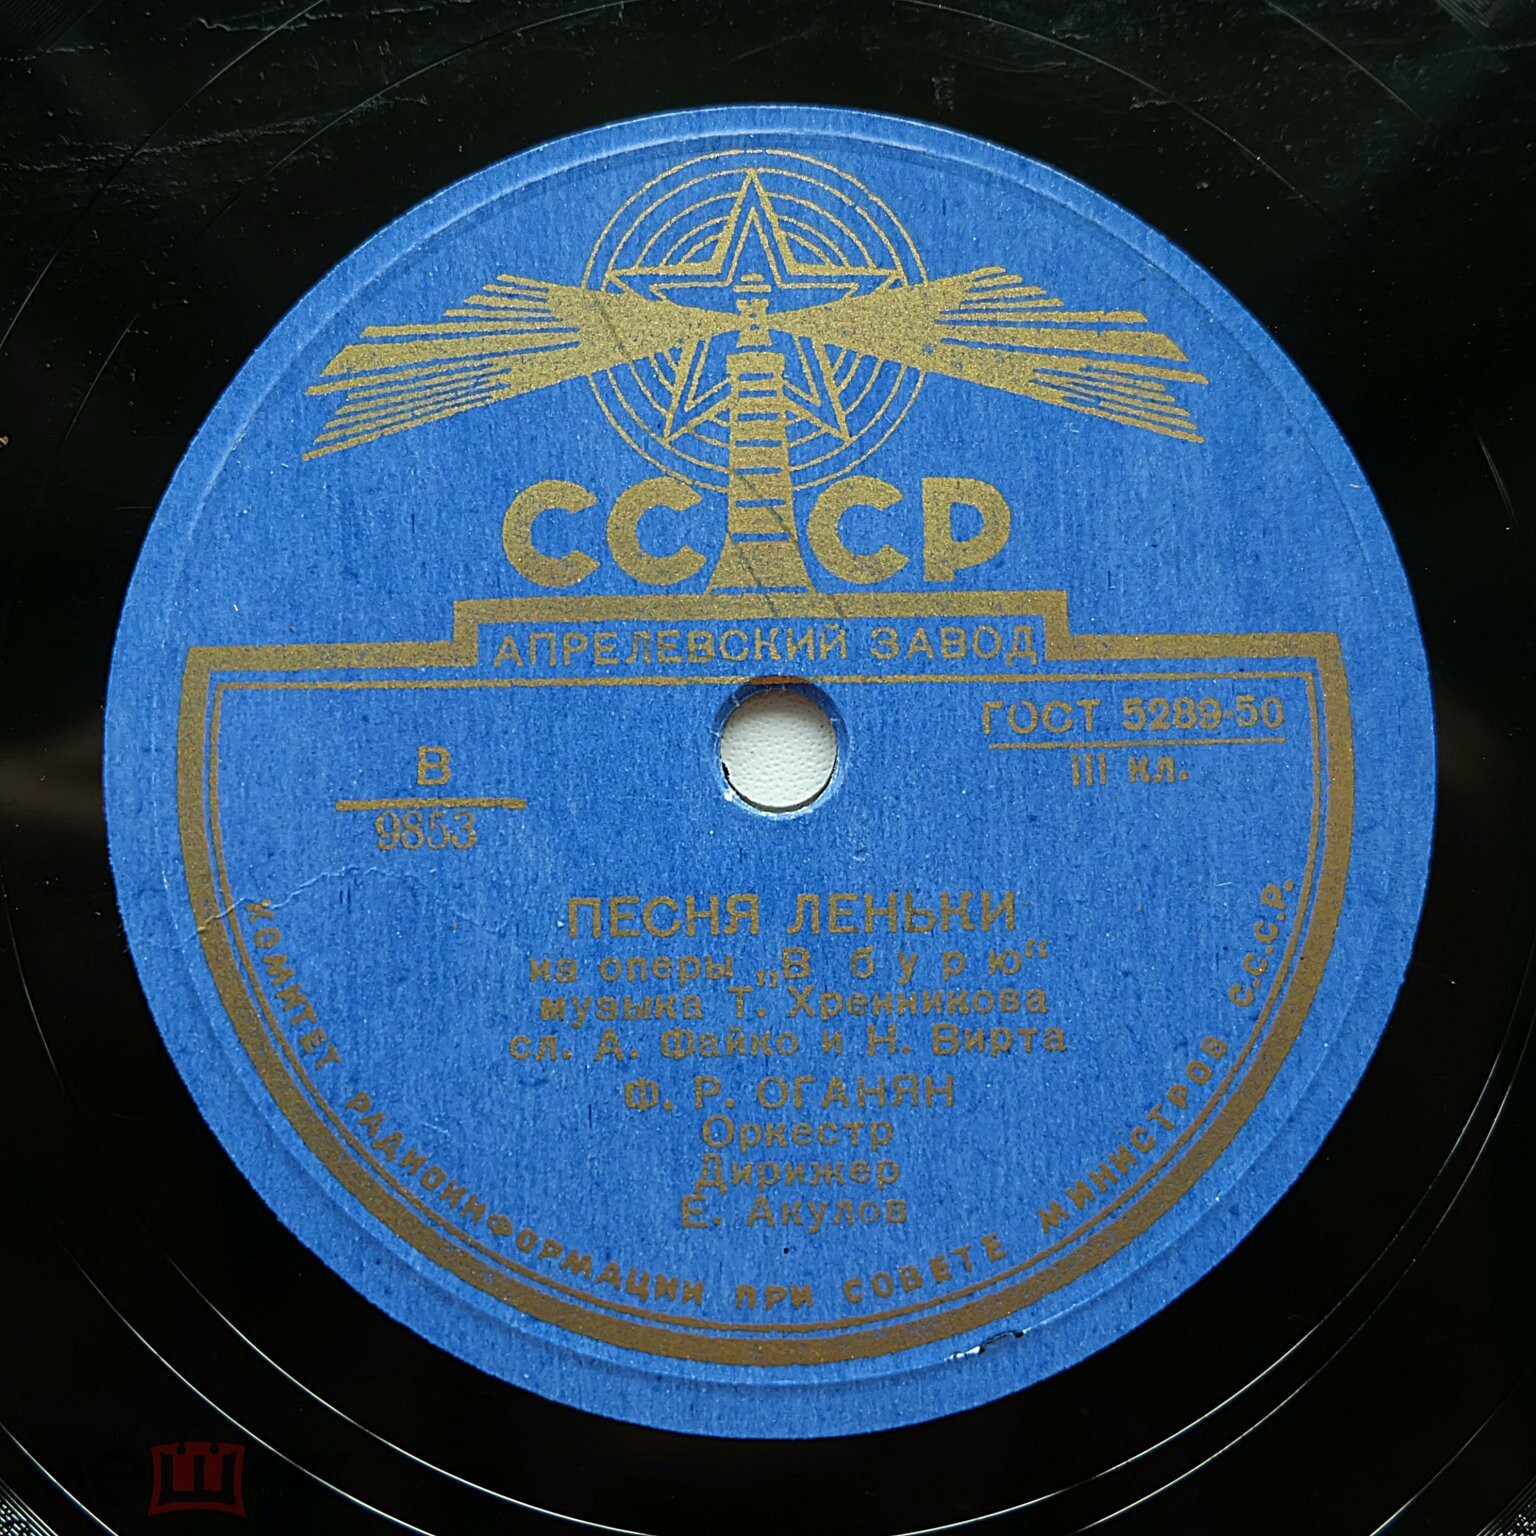 СССР
АПРЕЛЕВСКИЙ ЗАВОД
ГОСТ 5289-50
III кл.
В
9853
ПЕСНЯ ЛЕНЬКИ
из оперы „В бурю“
музыка Т. Хренникова
сл. А. Файко и Н. Вирта
Ф. Р. ОГАНЯН
Оркестр
Дирижер
Е. Акулов
КОМИТЕТ РАДИОИНФОРМАЦИИ ПРИ СОВЕТЕ МИНИСТРОВ С.С.С.Р.